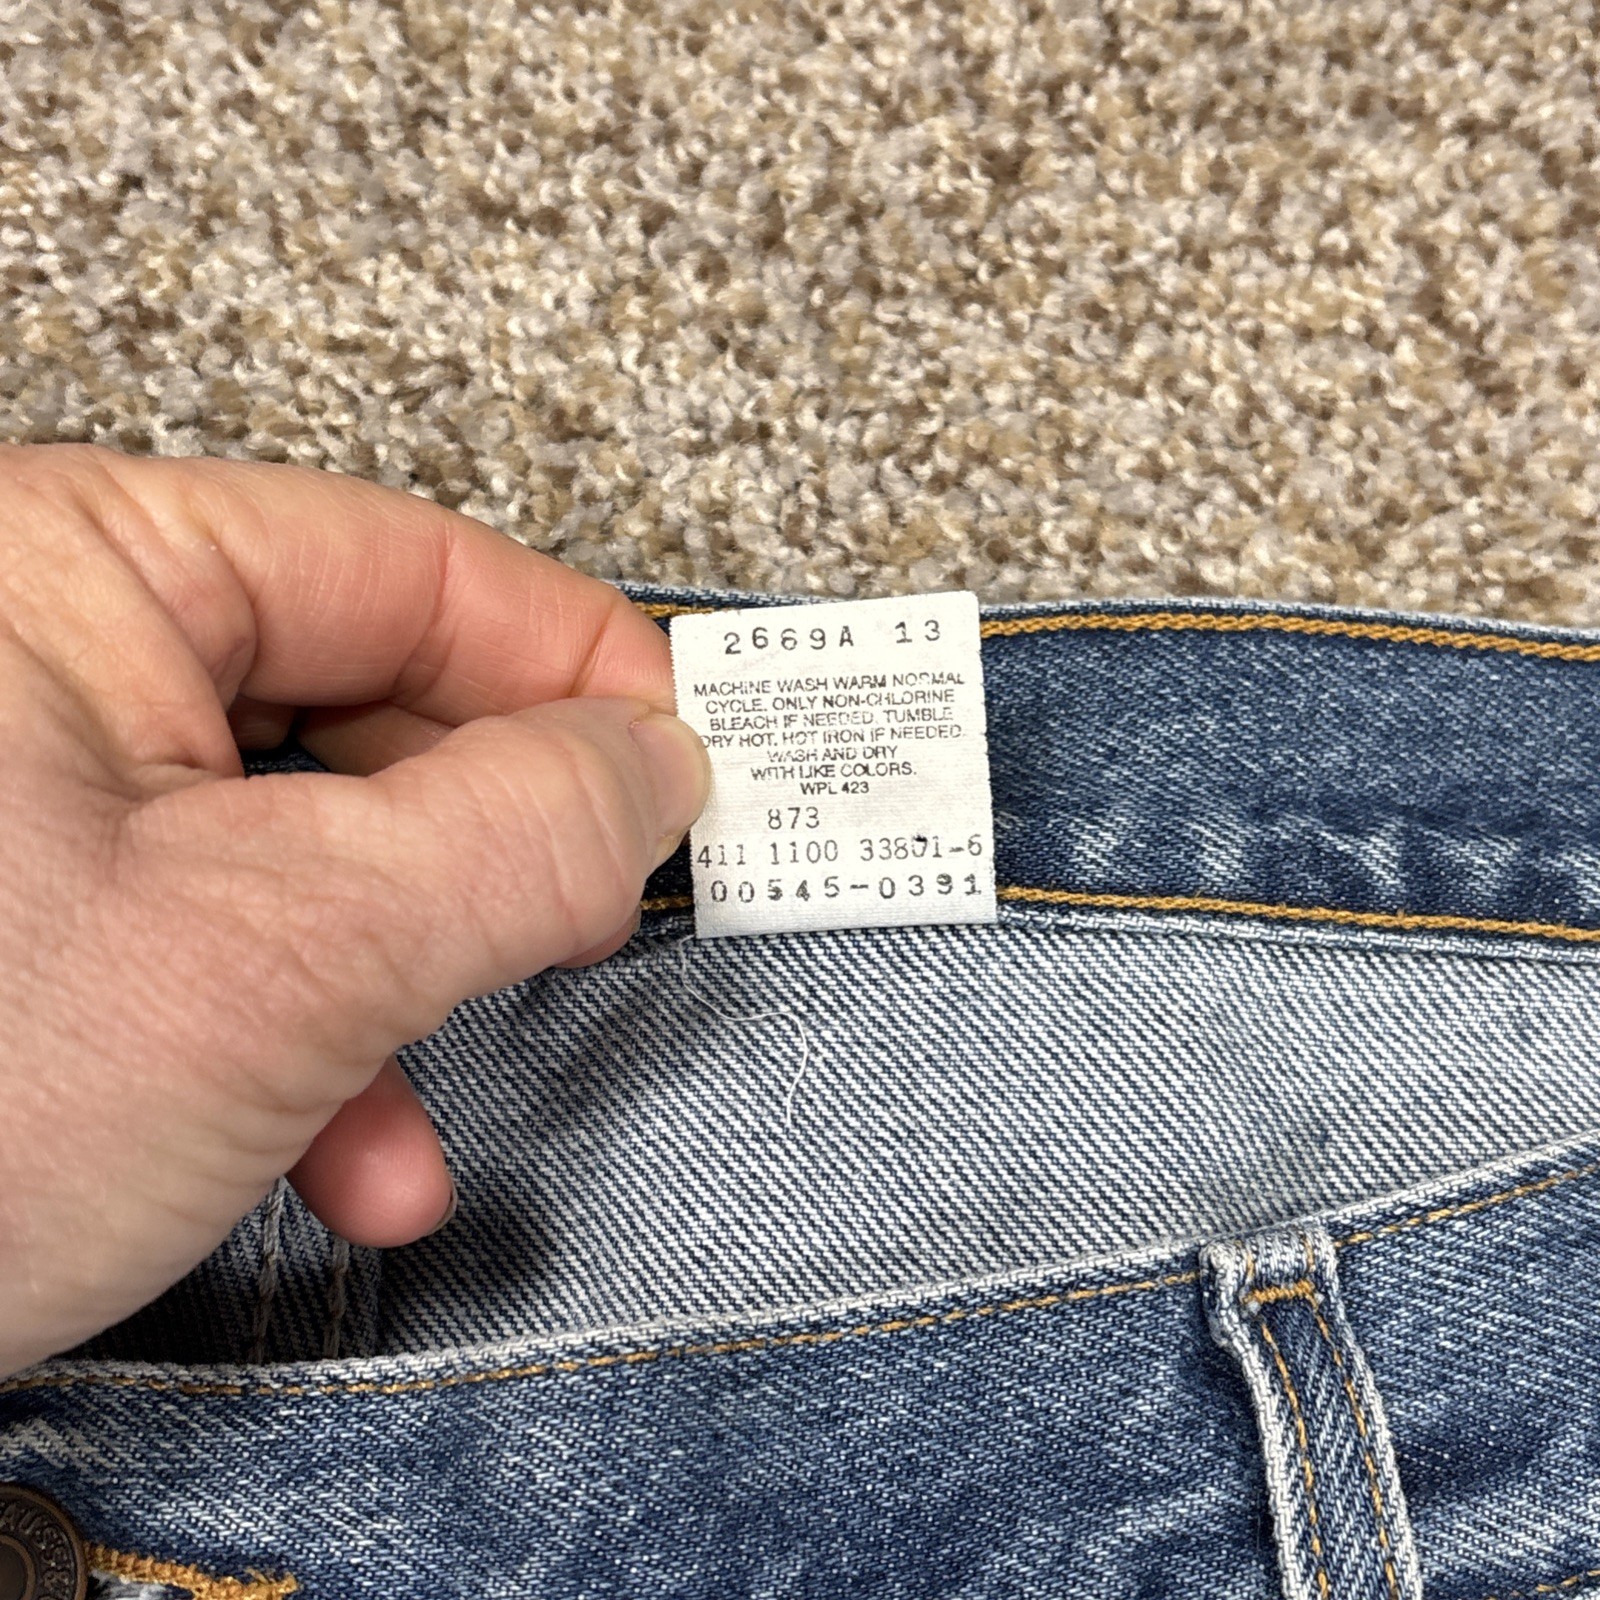 2669A 13
MACHINE WASH WARM NORMAL
CYCLE. ONLY NON-CHLORINE
BLEACH IF NEEDED. TUMBLE
DRY HOT. HOT IRON IF NEEDED.
WASH AND DRY
WITH LIKE COLORS.
WPL 423
873
411 1100 33801-6
00545-0391